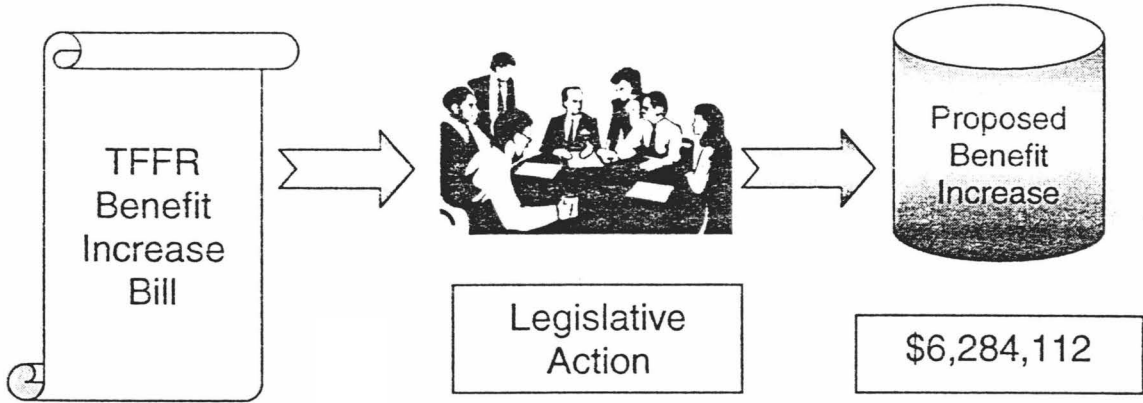 TFFR
Benefit
Increase
Bill
Legislative
Action
Proposed
Benefit
Increase
$6,284,112